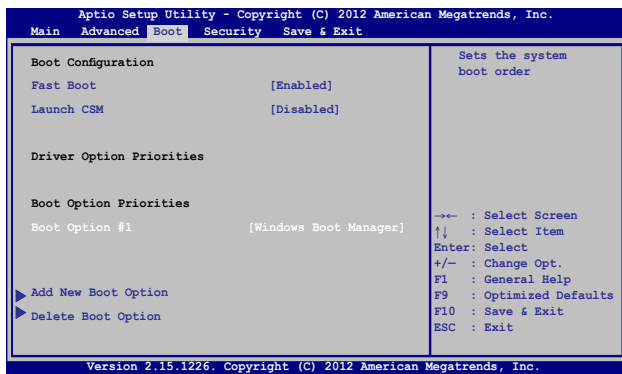 Aptio Setup Utility - Copyright (C) 2012 American Megatrends, Inc.
Main Advanced Boot Security Save & Exit
Boot Configuration
Fast Boot [Enabled]
Launch CSM [Disabled]
Driver Option Priorities
Boot Option Priorities
Boot Option #1 [Windows Boot Manager]
Add New Boot Option
Delete Boot Option
Sets the system
boot order
→← : Select Screen
↑↓ : Select Item
Enter: Select
+/— : Change Opt.
F1 : General Help
F9 : Optimized Defaults
F10 : Save & Exit
ESC : Exit
Version 2.15.1226. Copyright (C) 2012 American Megatrends, Inc.